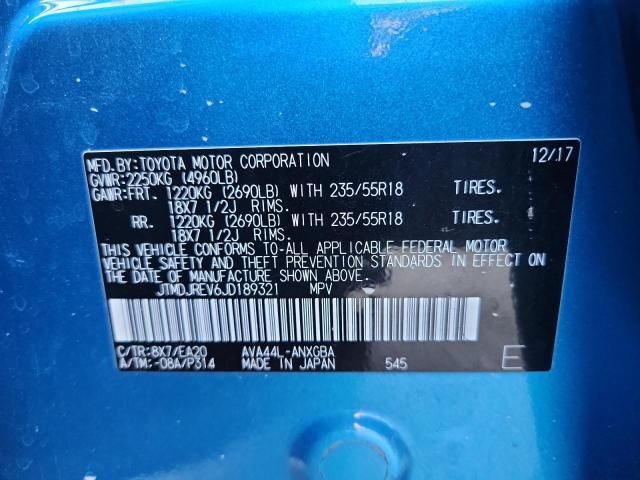 MFD.BY:TOYOTA MOTOR CORPORATION 12/17
GVWR:2250KG (4960LB)
GAWR:FRT. 1220KG (2690LB) WITH 235/55R18 TIRES.
18X7 1/2J RIMS.
RR. 1220KG (2690LB) WITH 235/55R18 TIRES.
18X7 1/2J RIMS.
THIS VEHICLE CONFORMS TO-ALL APPLICABLE FEDERAL MOTOR
VEHICLE SAFETY AND THEFT PREVENTION STANDARDS IN EFFECT ON
THE DATE OF MANUFACTURE SHOWN ABOVE.
JTMDJREV6JD189321 MPV
C/TR:8X7/EA20 AVA44L-ANXGBA
A/TM:-08A/P314 MADE IN JAPAN 545 E